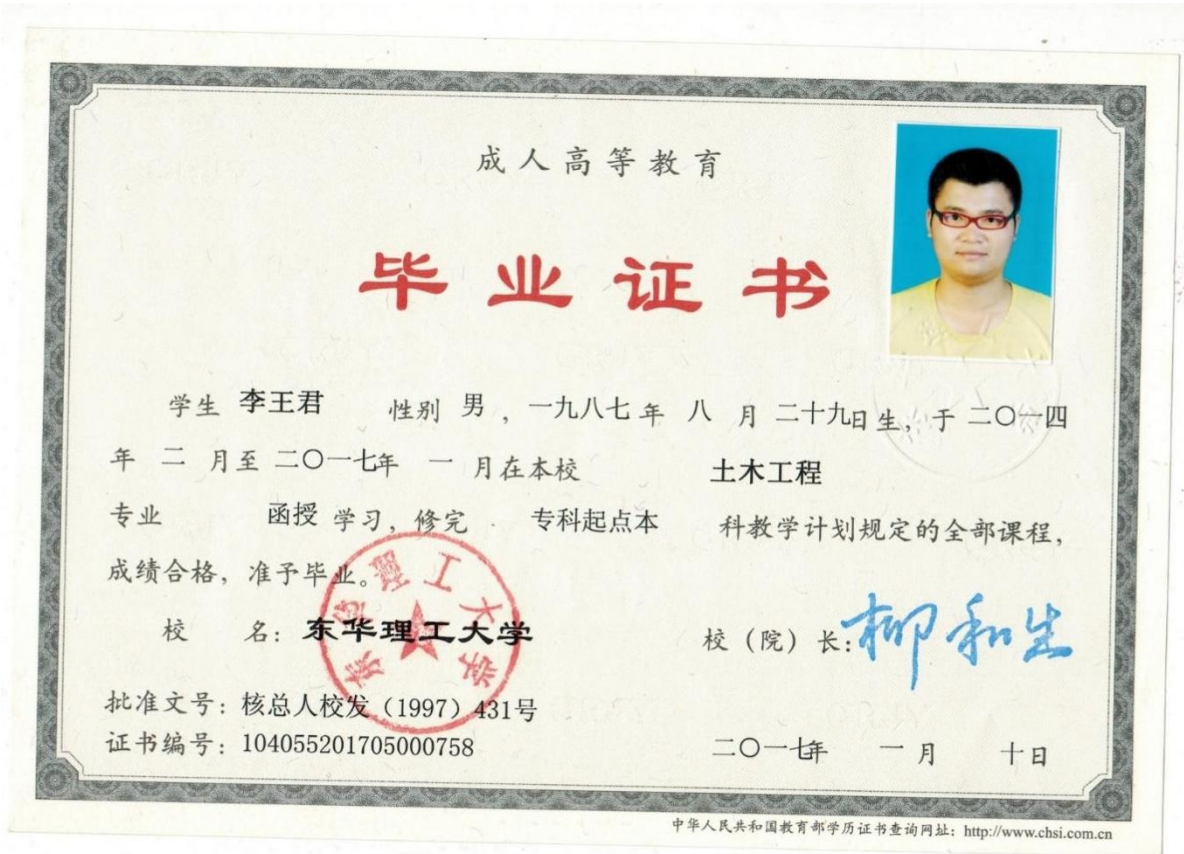 成人高等教育
毕业证书
学生 李王君 性别 男，一九八七年 八 月 二十九日生，于 二〇一四
年 二 月至 二〇一七年 一 月在本校 土木工程
专业 函授 学习，修完 专科起点本 科教学计划规定的全部课程，
成绩合格，准予毕业。
校 名：东华理工大学
东华理工大学
校（院）长：柳和生
批准文号：核总人校发（1997）431号
证书编号：104055201705000758
二〇一七年 一月 十日
中华人民共和国教育部学历证书查询网址：http://www.chsi.com.cn